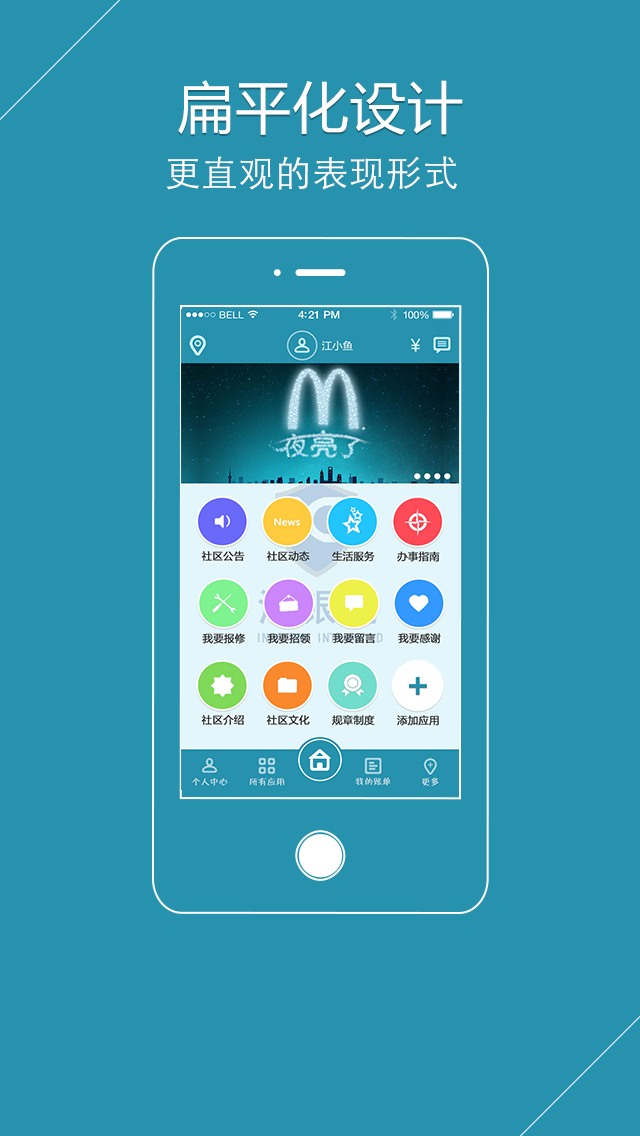 扁平化设计
更直观的表现形式
BELL 4:21 PM 100%
江小鱼 ¥
M
夜亮了
News
社区公告 社区动态 生活服务 办事指南
我要报修 我要招领 我要留言 我要感谢
社区介绍 社区文化 规章制度 添加应用
个人中心 所有应用 我的账单 更多